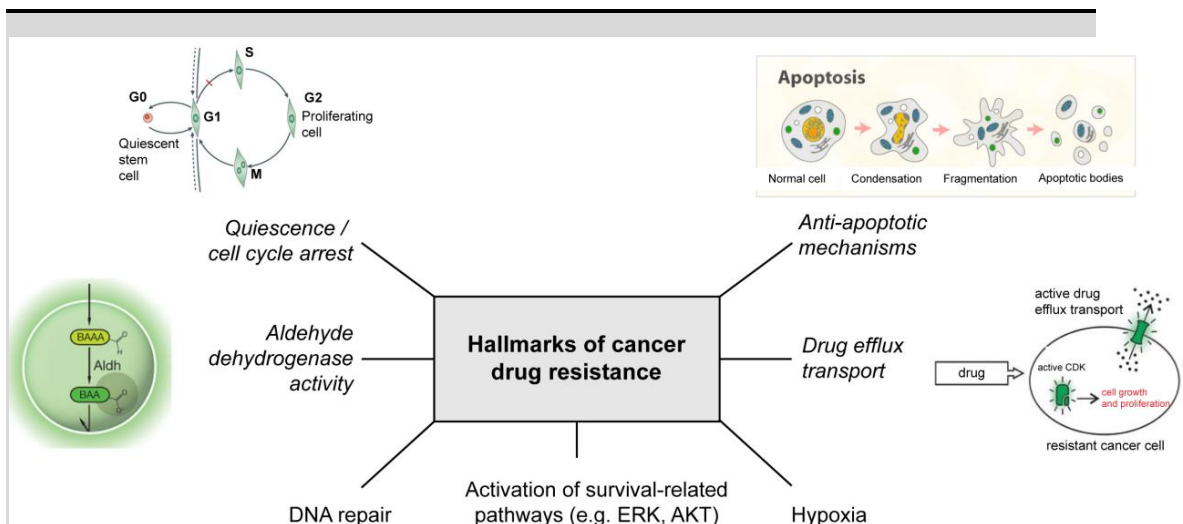 S
G0
G1
G2
Proliferating
cell
Quiescent
stem
cell
M
Apoptosis
Normal cell
Condensation
Fragmentation
Apoptotic bodies
Quiescence /
cell cycle arrest
Anti-apoptotic
mechanisms
BAAA
H
Aldh
BAA
O-
Aldehyde
dehydrogenase
activity
Hallmarks of cancer
drug resistance
Drug efflux
transport
active drug
efflux transport
drug
active CDK
cell growth
and proliferation
resistant cancer cell
DNA repair
Activation of survival-related
pathways (e.g. ERK, AKT)
Hypoxia